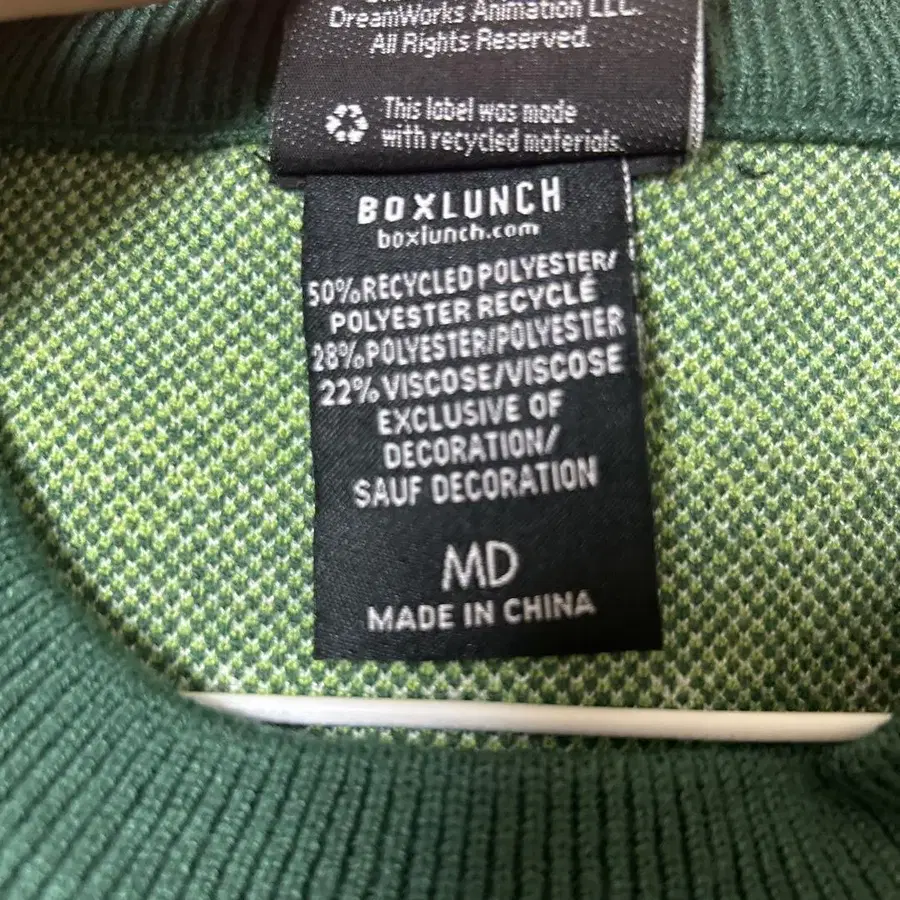 DreamWorks Animation LLC.
All Rights Reserved.
This label was made
with recycled materials.
BOXLUNCH
boxlunch.com
50%RECYCLED POLYESTER/
POLYESTER RECYCLÉ
28%POLYESTER/POLYESTER
22% VISCOSE/VISCOSE
EXCLUSIVE OF
DECORATION/
SAUF DECORATION
MD
MADE IN CHINA